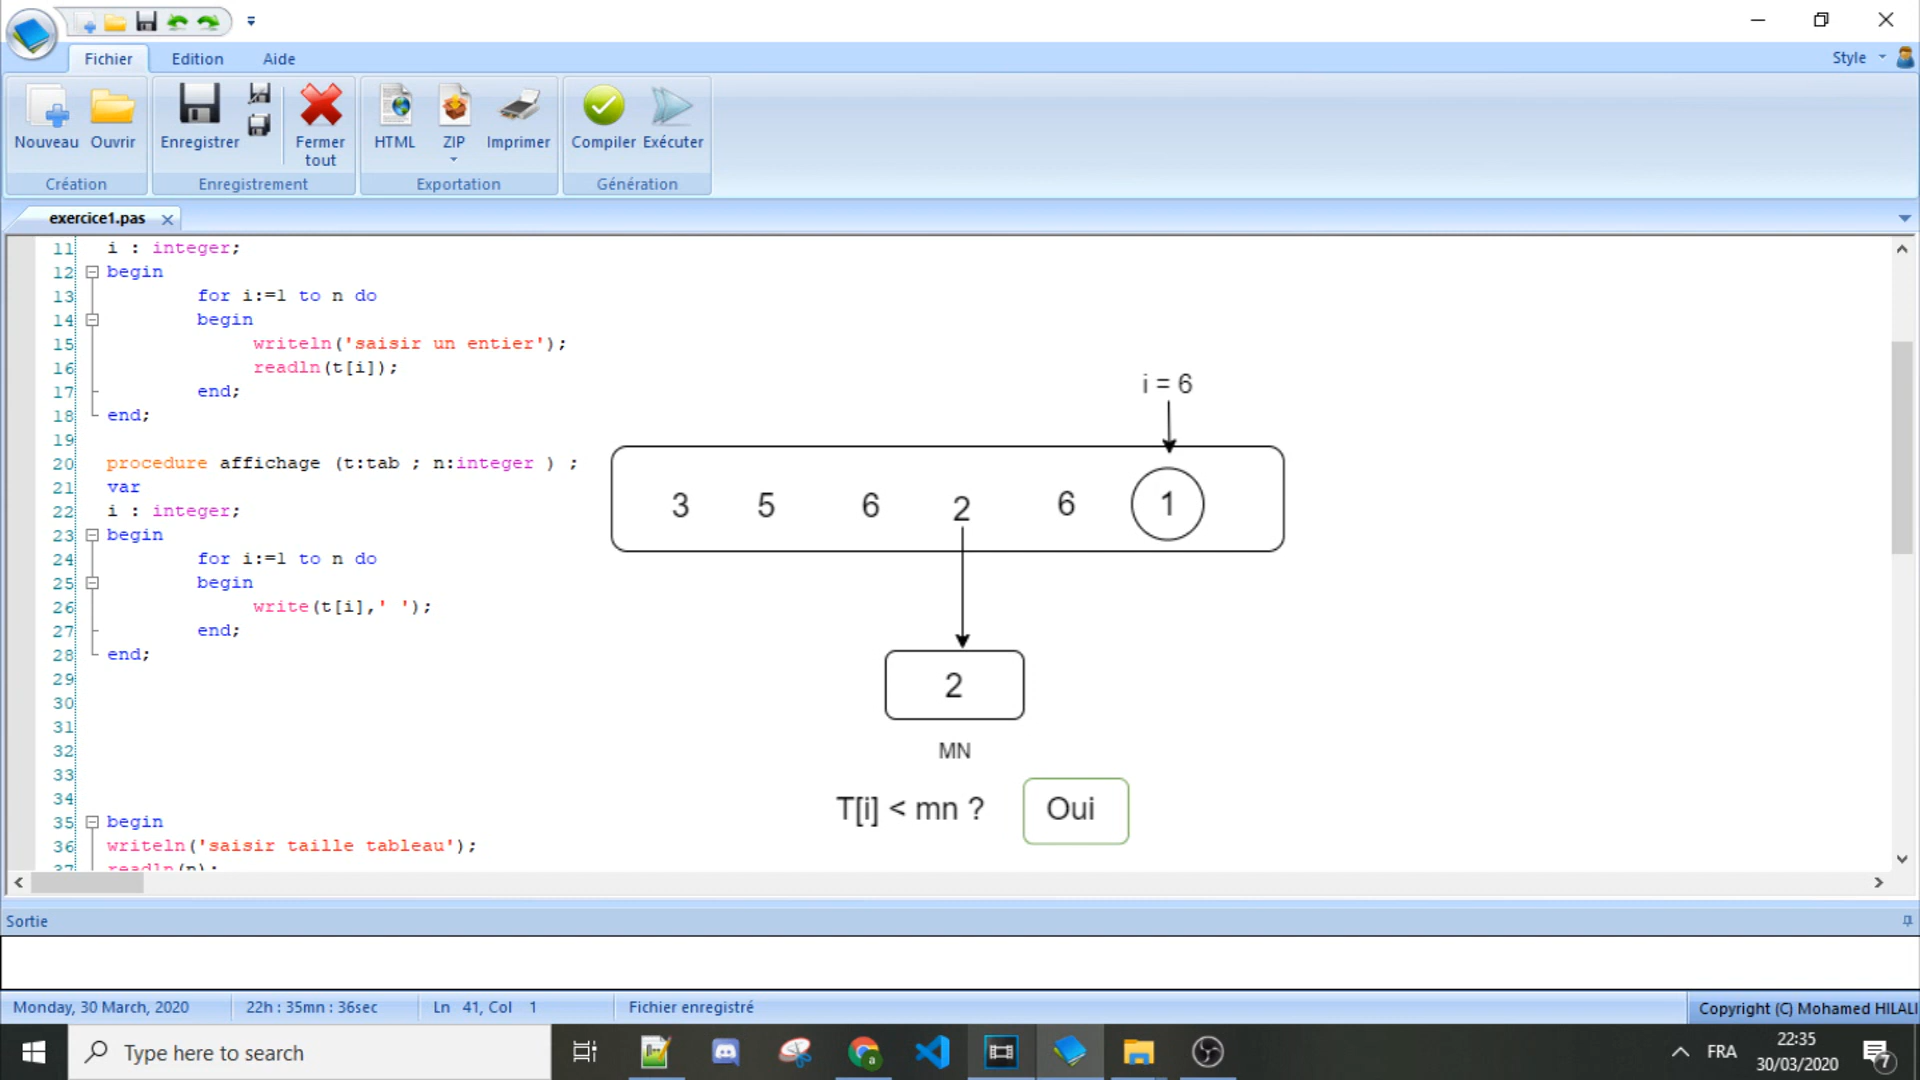 Fichier Edition Aide Style
Nouveau Ouvrir Enregistrer Fermer tout HTML ZIP Imprimer Compiler Exécuter
Création Enregistrement Exportation Génération
exercice1.pas
11 i : integer;
12 begin
13 for i:=1 to n do
14 begin
15 writeln('saisir un entier');
16 readln(t[i]);
17 end;
18 end;
19
20 procedure affichage (t:tab ; n:integer ) ;
21 var
22 i : integer;
23 begin
24 for i:=1 to n do
25 begin
26 write(t[i],' ');
27 end;
28 end;
29
30
31
32
33
34
35 begin
36 writeln('saisir taille tableau');
37 readln(n);
i = 6
3 5 6 2 6 1
2
MN
T[i] < mn ? Oui
Sortie
Monday, 30 March, 2020 22h : 35mn : 36sec Ln 41, Col 1 Fichier enregistré Copyright (C) Mohamed HILALI
Type here to search
a
FRA
22:35
30/03/2020
7